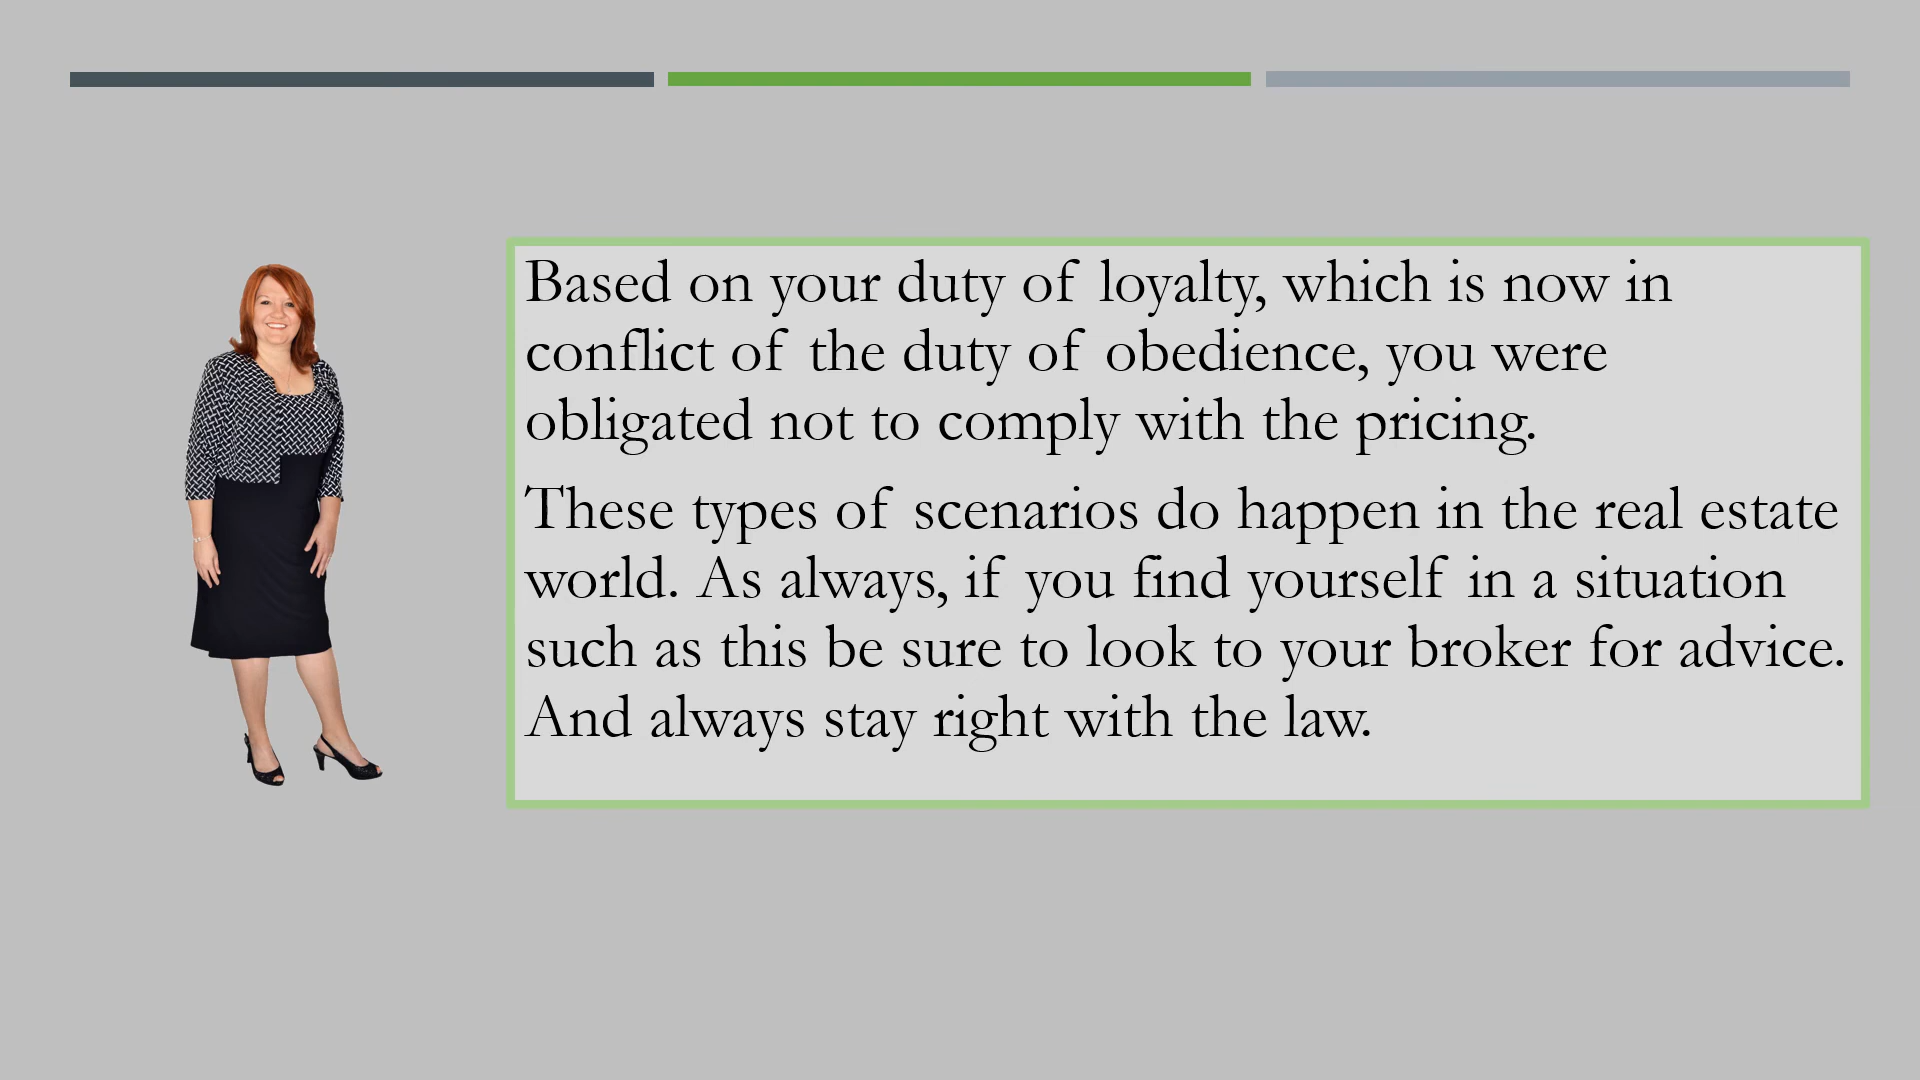 Based on your duty of loyalty, which is now in
conflict of the duty of obedience, you were
obligated not to comply with the pricing.
These types of scenarios do happen in the real estate
world. As always, if you find yourself in a situation
such as this be sure to look to your broker for advice.
And always stay right with the law.